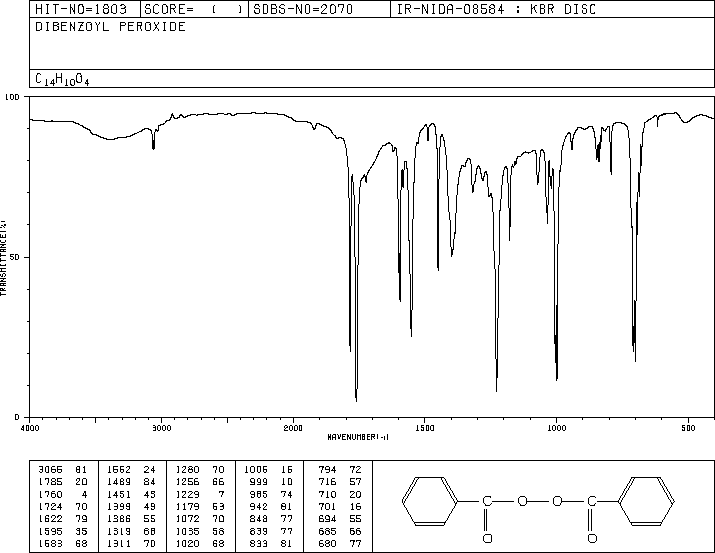 HIT-NO=1803 SCORE= ( ) SDBS-NO=2070 IR-NIDA-08584 : KBR DISC
DIBENZOYL PEROXIDE
C14H10O4
100
50
0
TRANSMITTANCE(%)
4000 3000 2000 1500 1000 500
WAVENUMBER(-1)
3066 81 1552 24 1280 70 1006 16 794 72
1785 20 1489 84 1256 66 999 10 716 57
1760 4 1451 45 1229 7 985 74 710 20
1724 70 1399 49 1179 53 942 81 701 16
1622 79 1386 55 1072 70 848 77 694 55
1595 35 1319 68 1035 58 839 77 685 56
1583 68 1311 70 1020 68 833 81 680 77
C O O C
O O